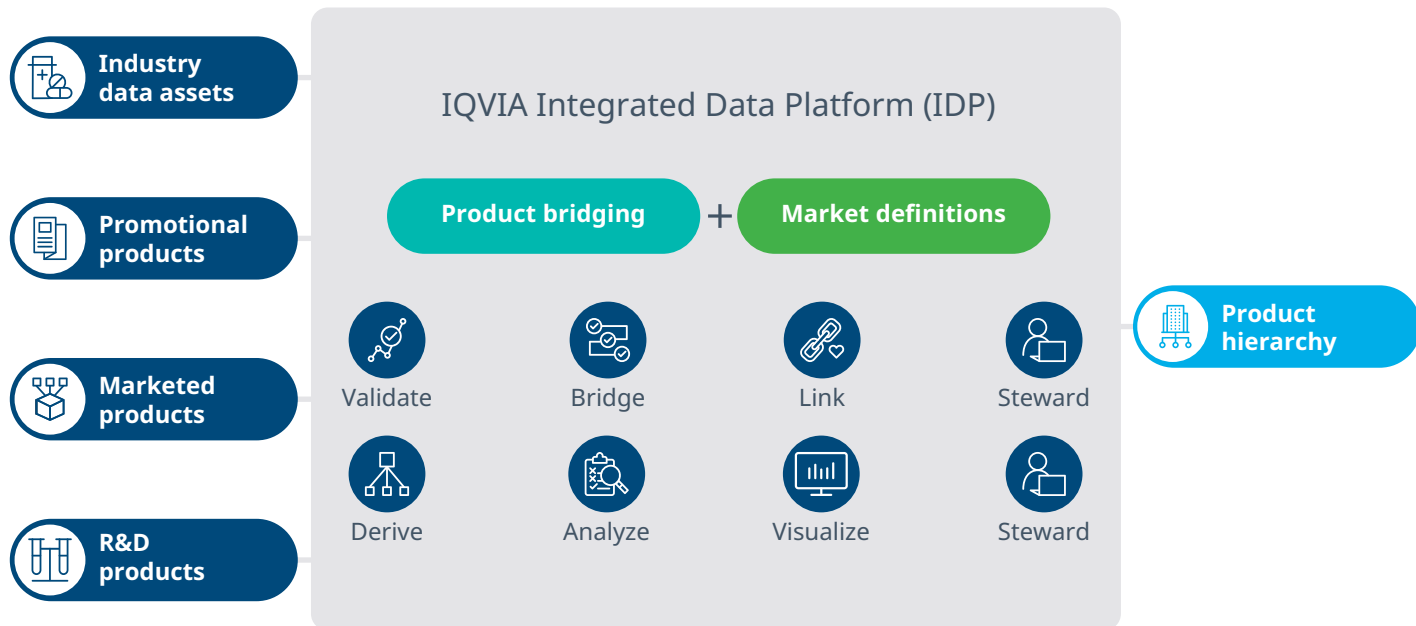 Industry
data assets
Promotional
products
Marketed
products
R&D
products
IQVIA Integrated Data Platform (IDP)
Product bridging + Market definitions
Validate Bridge Link Steward
Derive Analyze Visualize Steward
Product
hierarchy